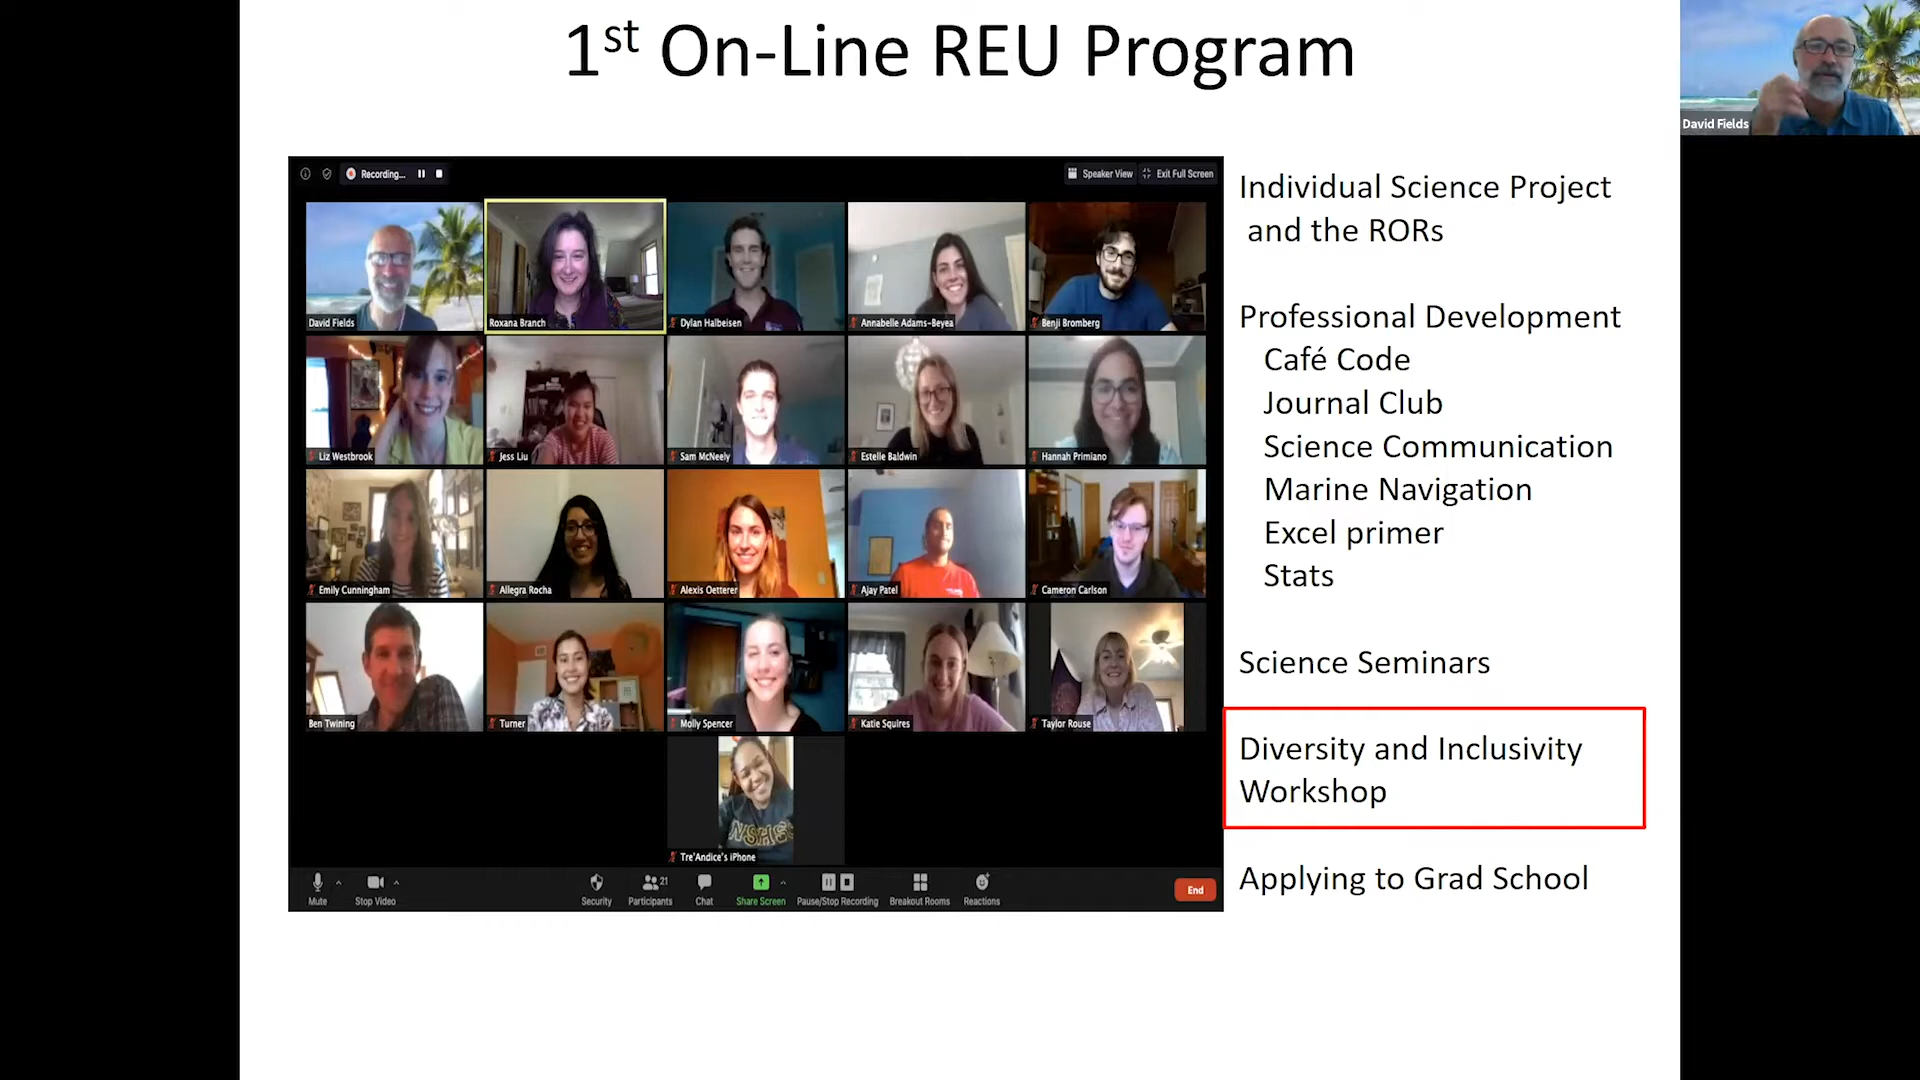 1st On-Line REU Program
David Fields
Recording...
Speaker View
Exit Full Screen
David Fields
Roxana Branch
Dylan Halbeisen
Annabelle Adams-Beyea
Benji Bromberg
Liz Westbrook
Jess Liu
Sam McNeely
Estelle Baldwin
Hannah Primiano
Emily Cunningham
Allegra Rocha
Alexis Oetterer
Ajay Patel
Cameron Carlson
Ben Twining
Turner
Molly Spencer
Katie Squires
Taylor Rouse
Tre'Andice's iPhone
Mute
Stop Video
Security
21
Participants
Chat
Share Screen
Pause/Stop Recording
Breakout Rooms
Reactions
End
Individual Science Project
and the RORs
Professional Development
Café Code
Journal Club
Science Communication
Marine Navigation
Excel primer
Stats
Science Seminars
Diversity and Inclusivity
Workshop
Applying to Grad School